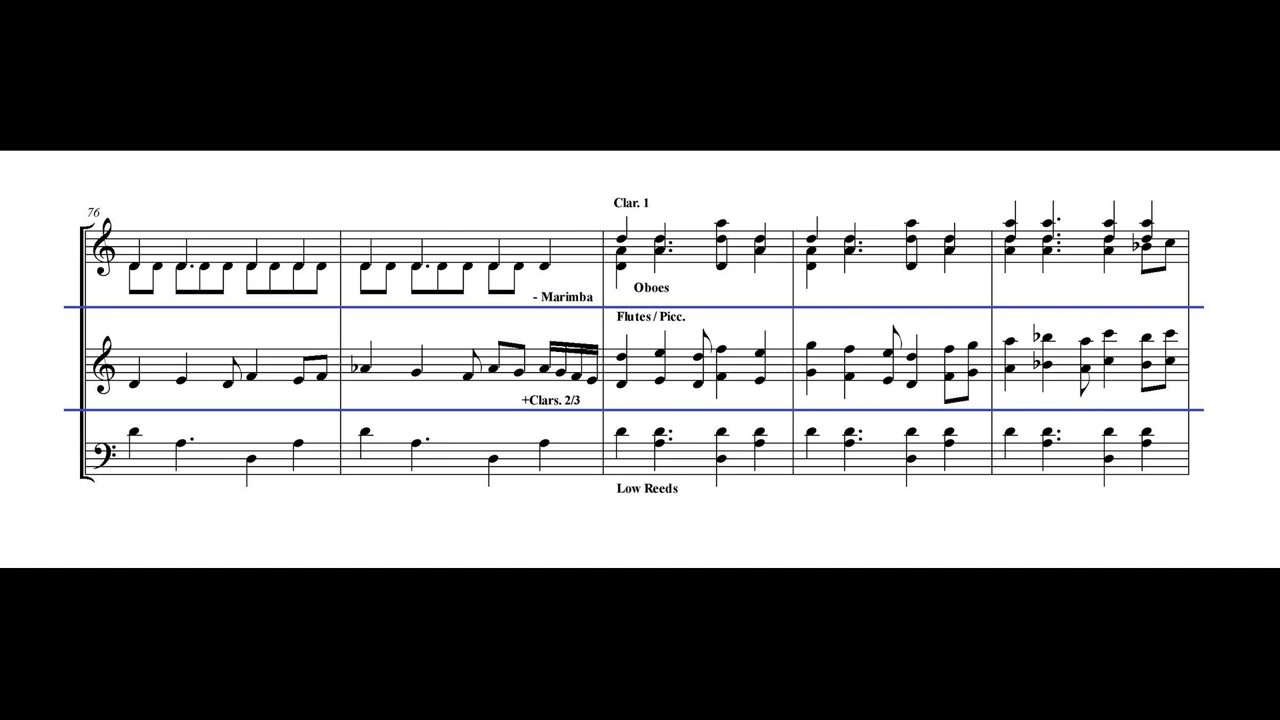 Clar. 1
76
Oboes
- Marimba
Flutes / Picc.
+Clars. 2/3
Low Reeds